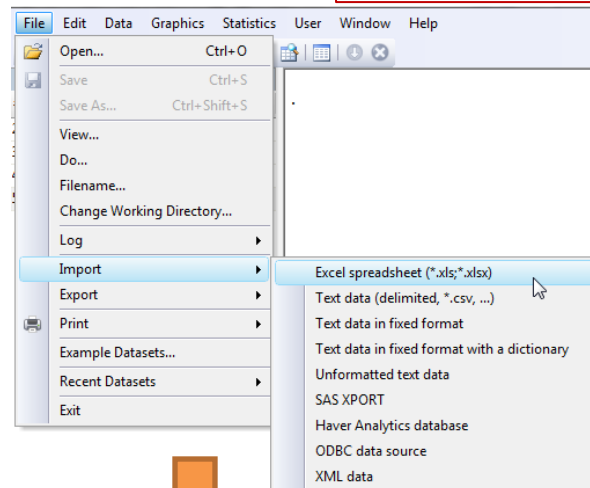 File Edit Data Graphics Statistics User Window Help
Open... Ctrl+O
Save Ctrl+S
Save As... Ctrl+Shift+S
.
View...
Do...
Filename...
Change Working Directory...
Log
Import
Excel spreadsheet (*.xls;*.xlsx)
Export
Text data (delimited, *.csv, ...)
Print
Text data in fixed format
Example Datasets...
Text data in fixed format with a dictionary
Recent Datasets
Unformatted text data
Exit
SAS XPORT
Haver Analytics database
ODBC data source
XML data